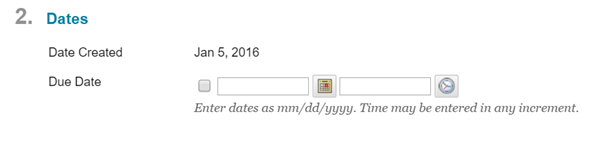 2. Dates
Date Created Jan 5, 2016
Due Date
Enter dates as mm/dd/yyyy. Time may be entered in any increment.